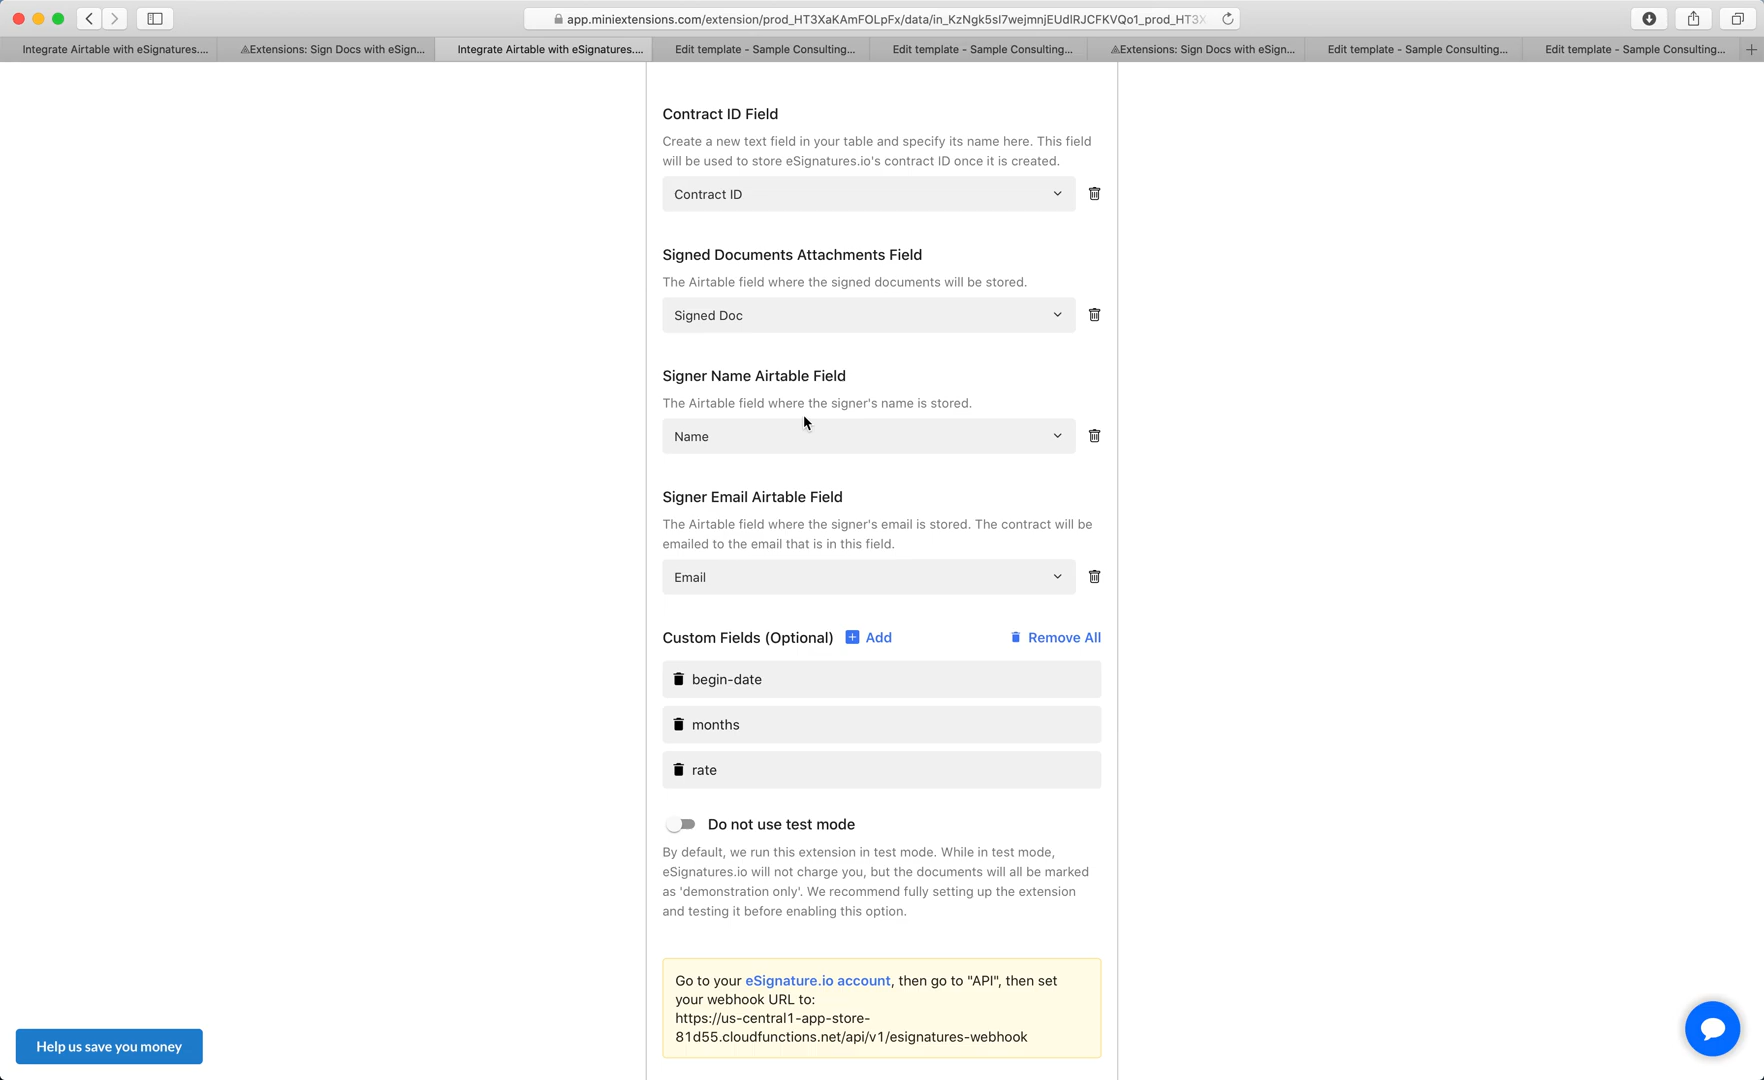 app.miniextensions.com/extension/prod_HT3XaKAmFOLpFx/data/in_KzNgk5sI7wejmnjEUdlRJCFKVQo1_prod_HT3X
Integrate Airtable with eSignatures....
⩓Extensions: Sign Docs with eSign...
Integrate Airtable with eSignatures....
Edit template - Sample Consulting...
Edit template - Sample Consulting...
⩓Extensions: Sign Docs with eSign...
Edit template - Sample Consulting...
Edit template - Sample Consulting...
Contract ID Field
Create a new text field in your table and specify its name here. This field
will be used to store eSignatures.io's contract ID once it is created.
Contract ID
Signed Documents Attachments Field
The Airtable field where the signed documents will be stored.
Signed Doc
Signer Name Airtable Field
The Airtable field where the signer's name is stored.
Name
Signer Email Airtable Field
The Airtable field where the signer's email is stored. The contract will be
emailed to the email that is in this field.
Email
Custom Fields (Optional) Add Remove All
begin-date
months
rate
Do not use test mode
By default, we run this extension in test mode. While in test mode,
eSignatures.io will not charge you, but the documents will all be marked
as 'demonstration only'. We recommend fully setting up the extension
and testing it before enabling this option.
Go to your eSignature.io account, then go to "API", then set
your webhook URL to:
https://us-central1-app-store-
81d55.cloudfunctions.net/api/v1/esignatures-webhook
Help us save you money